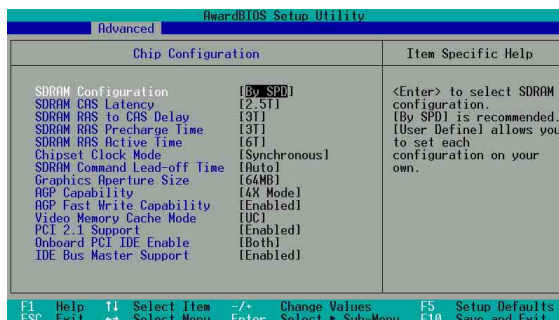 AwardBIOS Setup Utility
Advanced
Chip Configuration
Item Specific Help
SDRAM Configuration [By SPD]
SDRAM CAS Latency [2.5T]
SDRAM RAS to CAS Delay [3T]
SDRAM RAS Precharge Time [3T]
SDRAM RAS Active Time [6T]
Chipset Clock Mode [Synchronous]
SDRAM Command Lead-off Time [Auto]
Graphics Aperture Size [64MB]
AGP Capability [4X Mode]
AGP Fast Write Capability [Enabled]
Video Memory Cache Mode [UC]
PCI 2.1 Support [Enabled]
Onboard PCI IDE Enable [Both]
IDE Bus Master Support [Enabled]
<Enter> to select SDRAM
configuration.
[By SPD] is recommended.
[User Define] allows you
to set each
configuration on your
own.
F1 Help ↑↓ Select Item -/+ Change Values F5 Setup Defaults
ESC Exit ↔ Select Menu Enter Select ► Sub-Menu F10 Save and Exit